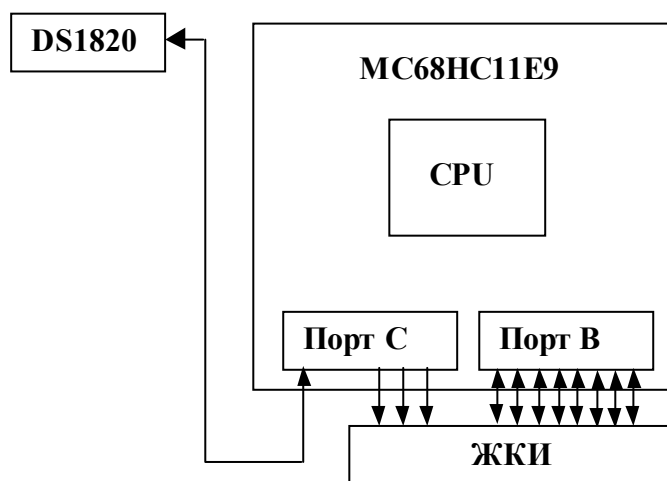 DS1820
MC68HC11E9
CPU
Порт C
Порт B
ЖКИ